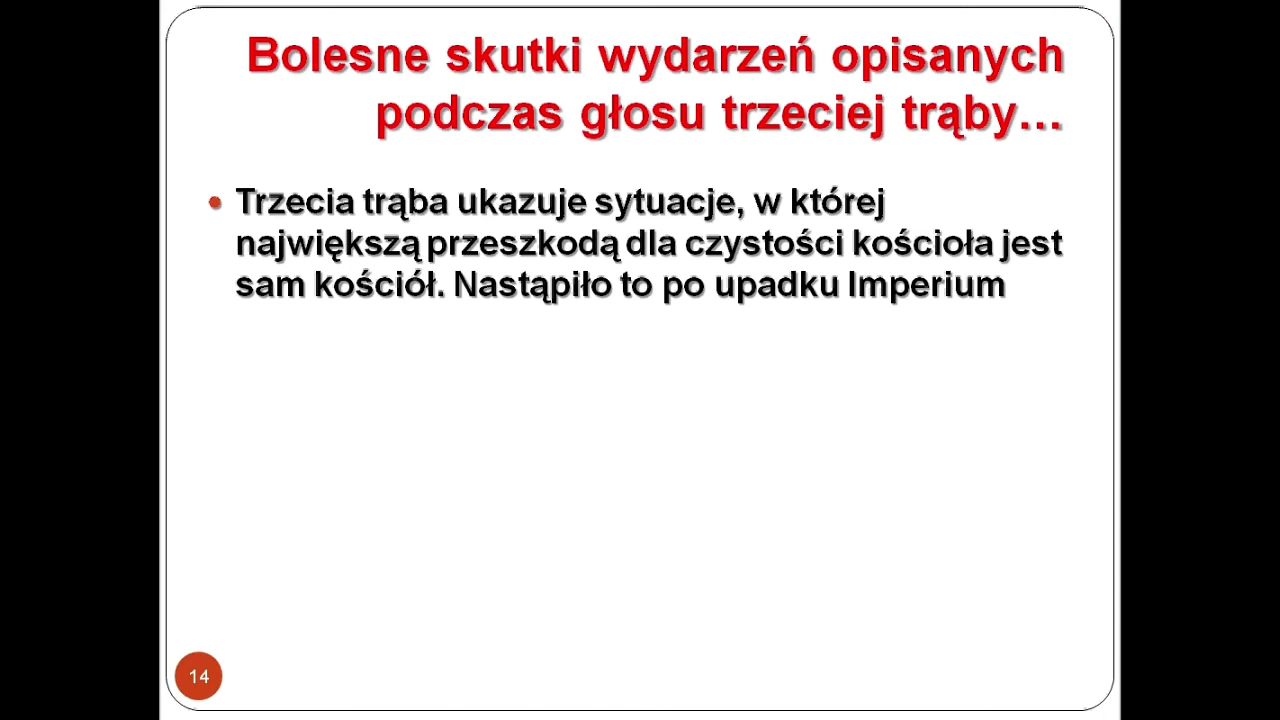 Bolesne skutki wydarzeń opisanych
podczas głosu trzeciej trąby...
• Trzecia trąba ukazuje sytuacje, w której
największą przeszkodą dla czystości kościoła jest
sam kościół. Nastąpiło to po upadku Imperium
14